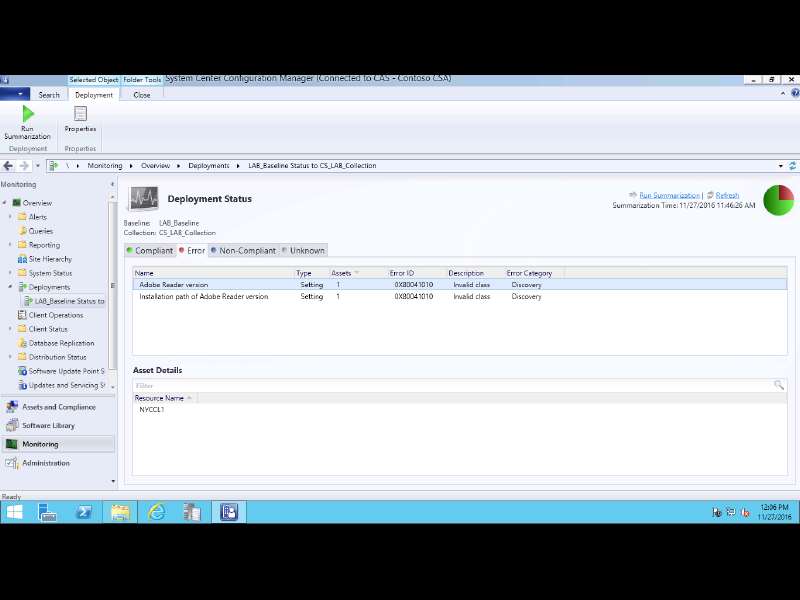 Selected Object Folder Tools System Center Configuration Manager (Connected to CAS - Contoso CSA)
Search Deployment Close
Run Summarization
Properties
Deployment Properties
\ Monitoring Overview Deployments LAB_Baseline Status to CS_LAB_Collection
Monitoring
Overview
Alerts
Queries
Reporting
Site Hierarchy
System Status
Deployments
LAB_Baseline Status to
Client Operations
Client Status
Database Replication
Distribution Status
Software Update Point S
Updates and Servicing St
Assets and Compliance
Software Library
Monitoring
Administration
Deployment Status
Run Summarization | Refresh
Summarization Time: 11/27/2016 11:46:26 AM
Baseline: LAB_Baseline
Collection: CS_LAB_Collection
Compliant Error Non-Compliant Unknown
Name Type Assets Error ID Description Error Category
Adobe Reader version Setting 1 0X80041010 Invalid class Discovery
Installation path of Adobe Reader version Setting 1 0X80041010 Invalid class Discovery
Asset Details
Filter
Resource Name
NYCCL1
Ready
12:06 PM
11/27/2016